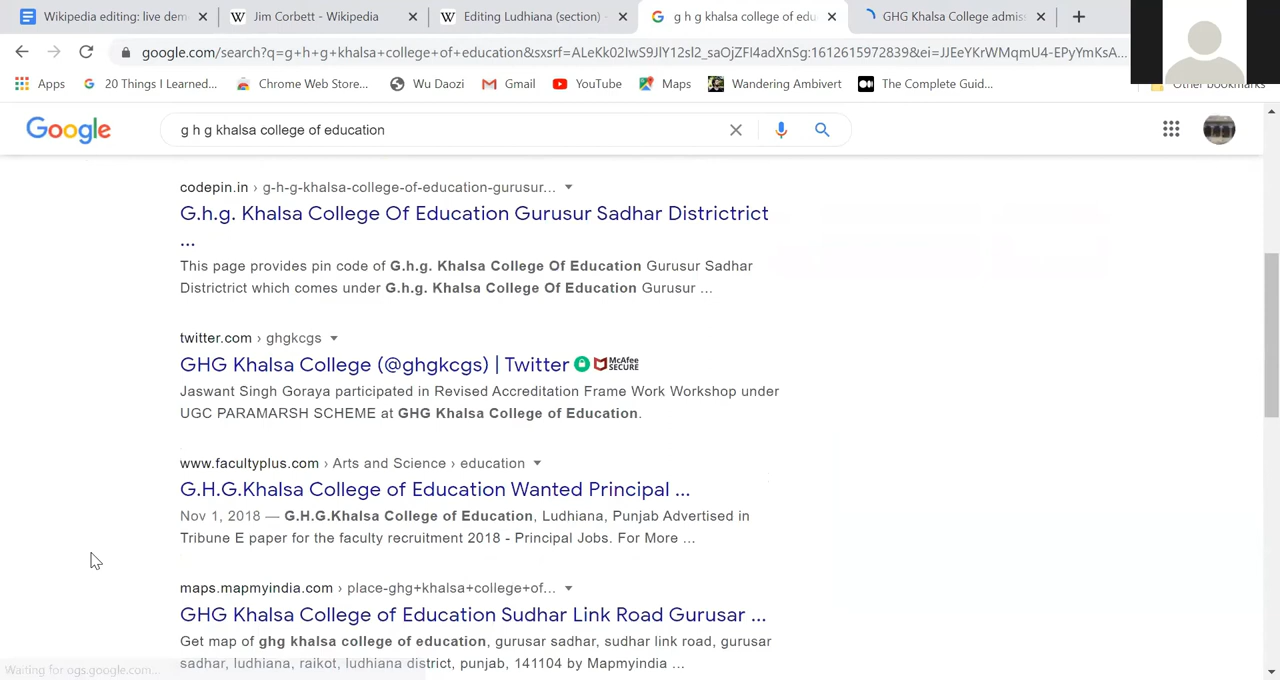 Wikipedia editing: live dem
Jim Corbett - Wikipedia
Editing Ludhiana (section) -
g h g khalsa college of edu
GHG Khalsa College admis
google.com/search?q=g+h+g+khalsa+college+of+education&sxsrf=ALeKk02IwS9JlY12sl2_saOjZFI4adXnSg:1612615972839&ei=JJEeYKrWMqmU4-EPyYmKsA...
Apps
20 Things I Learned...
Chrome Web Store...
Wu Daozi
Gmail
YouTube
Maps
Wandering Ambivert
The Complete Guid...
Other bookmarks
Google
g h g khalsa college of education
codepin.in › g-h-g-khalsa-college-of-education-gurusur...
G.h.g. Khalsa College Of Education Gurusur Sadhar Districtrict
...
This page provides pin code of G.h.g. Khalsa College Of Education Gurusur Sadhar
Districtrict which comes under G.h.g. Khalsa College Of Education Gurusur ...
twitter.com › ghgkcgs
GHG Khalsa College (@ghgkcgs) | Twitter
McAfee
SECURE
Jaswant Singh Goraya participated in Revised Accreditation Frame Work Workshop under
UGC PARAMARSH SCHEME at GHG Khalsa College of Education.
www.facultyplus.com › Arts and Science › education
G.H.G.Khalsa College of Education Wanted Principal ...
Nov 1, 2018 — G.H.G.Khalsa College of Education, Ludhiana, Punjab Advertised in
Tribune E paper for the faculty recruitment 2018 - Principal Jobs. For More ...
maps.mapmyindia.com › place-ghg+khalsa+college+of...
GHG Khalsa College of Education Sudhar Link Road Gurusar ...
Get map of ghg khalsa college of education, gurusar sadhar, sudhar link road, gurusar
sadhar, ludhiana, raikot, ludhiana district, punjab, 141104 by Mapmyindia ...
Waiting for ogs.google.com...